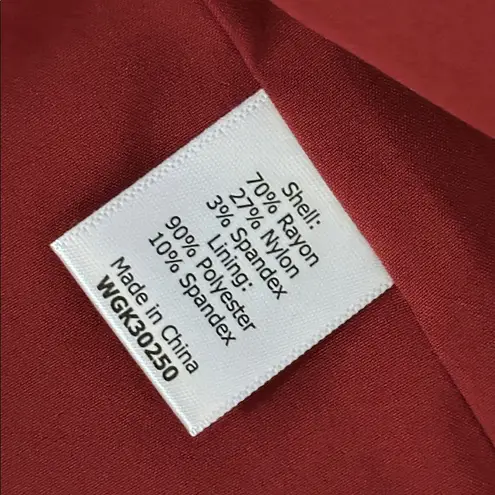 Shell:
70% Rayon
27% Nylon
3% Spandex
Lining:
90% Polyester
10% Spandex
Made in China
WGK30250